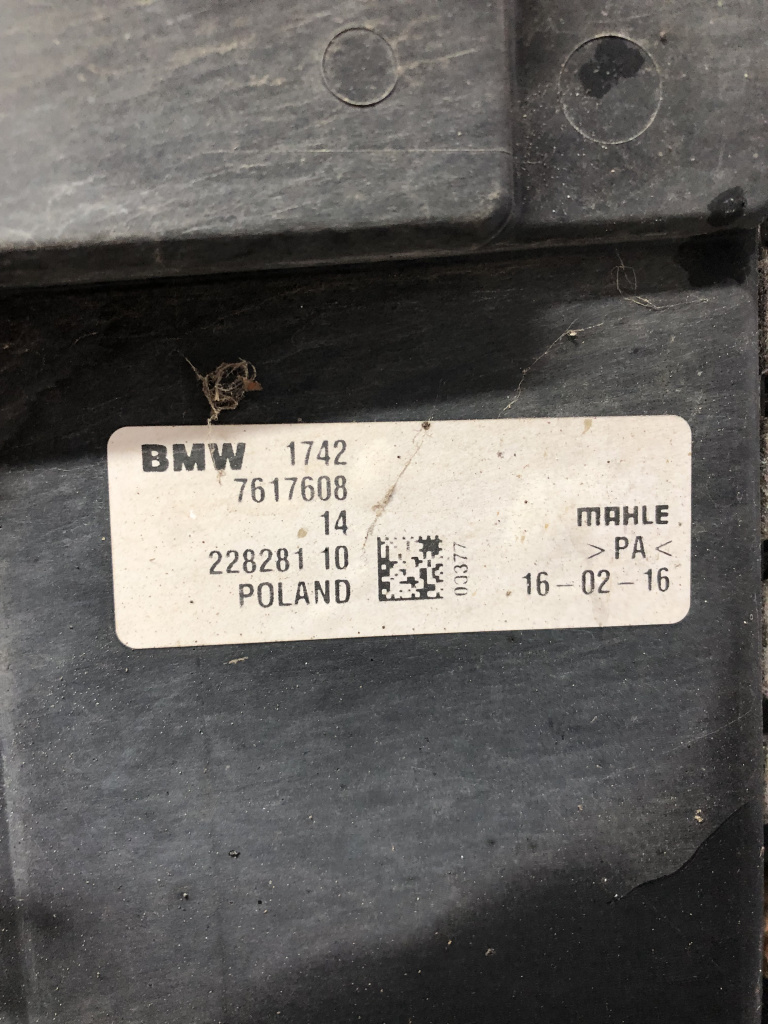 BMW 1742
7617608
14
228281 10
POLAND
03377
MAHLE
> PA <
16-02-16